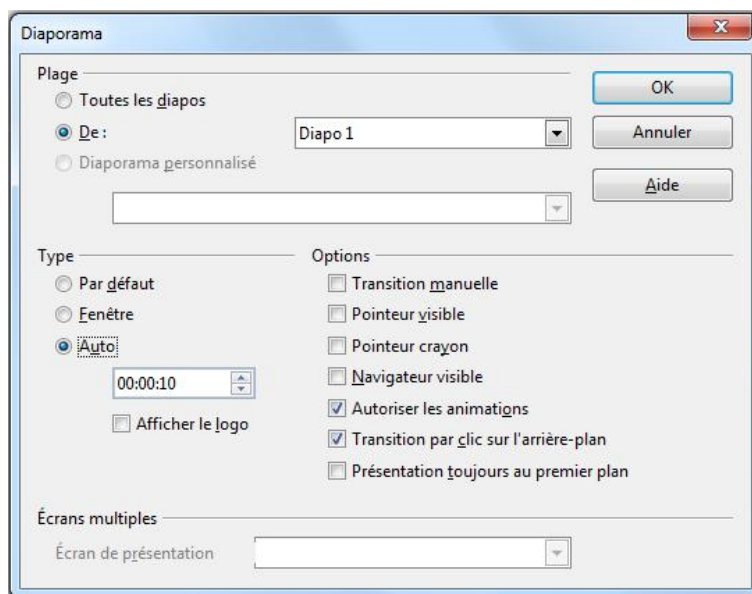 Diaporama
Plage
Toutes les diapos
De :
Diapo 1
Diaporama personnalisé
OK
Annuler
Aide
Type
Par défaut
Fenêtre
Auto
00:00:10
Afficher le logo
Options
Transition manuelle
Pointeur visible
Pointeur crayon
Navigateur visible
Autoriser les animations
Transition par clic sur l'arrière-plan
Présentation toujours au premier plan
Écrans multiples
Écran de présentation